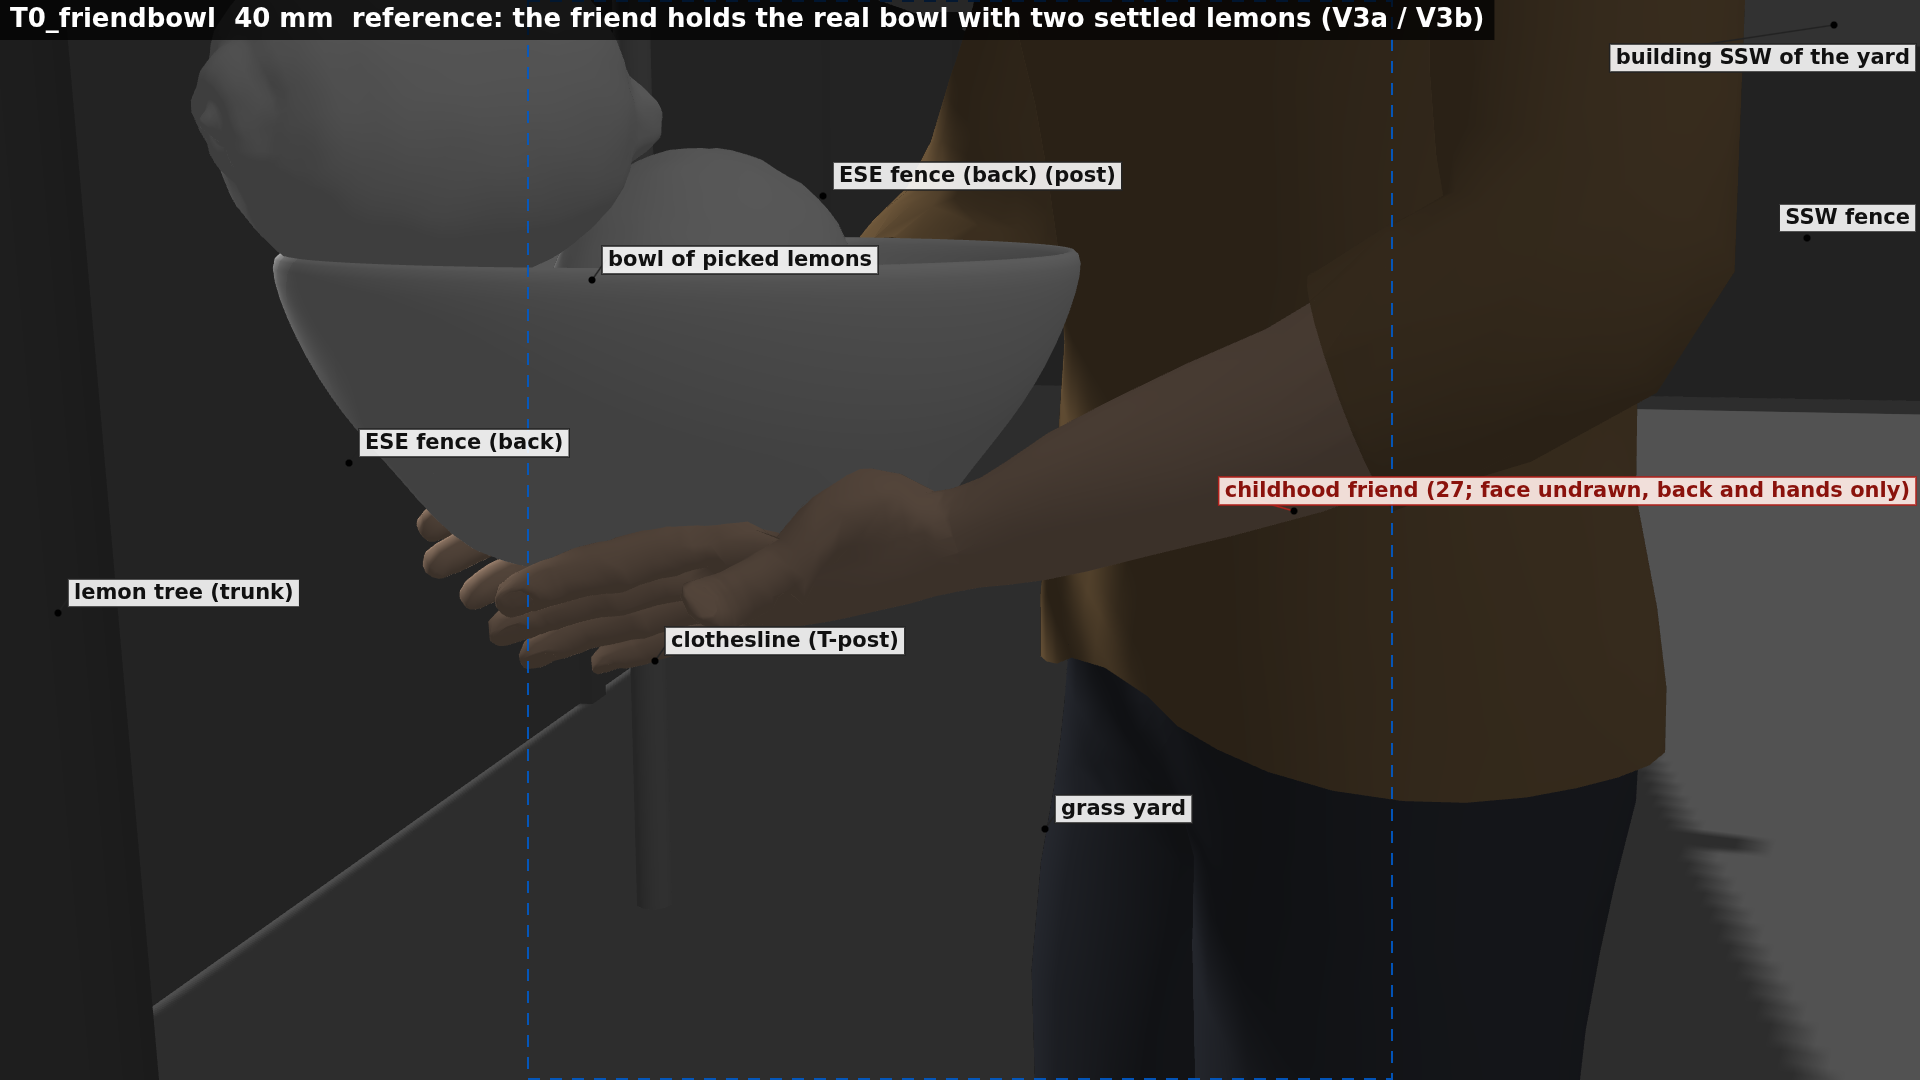 T0_friendbowl 40 mm reference: the friend holds the real bowl with two settled lemons (V3a / V3b)
building SSW of the yard
ESE fence (back) (post)
SSW fence
bowl of picked lemons
ESE fence (back)
childhood friend (27; face undrawn, back and hands only)
lemon tree (trunk)
clothesline (T-post)
grass yard